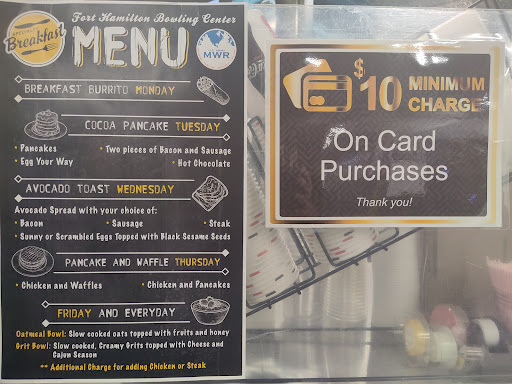 SPECIAL
Breakfast
Fort Hamilton Bowling Center
MENU
MWR
BREAKFAST BURRITO MONDAY
COCOA PANCAKE TUESDAY
• Pancakes • Two pieces of Bacon and Sausage
• Egg Your Way • Hot Chocolate
AVOCADO TOAST WEDNESDAY
Avocado Spread with your choice of:
• Bacon • Sausage • Steak
• Sunny or Scrambled Eggs Topped with Black Sesame Seeds
PANCAKE AND WAFFLE THURSDAY
• Chicken and Waffles • Chicken and Pancakes
FRIDAY AND EVERYDAY
Oatmeal Bowl: Slow cooked oats topped with fruits and honey
Grit Bowl: Slow cooked, Creamy Grits topped with Cheese and
Cajun Season
** Additional Charge for adding Chicken or Steak
$10 MINIMUM
CHARGE
On Card
Purchases
Thank you!